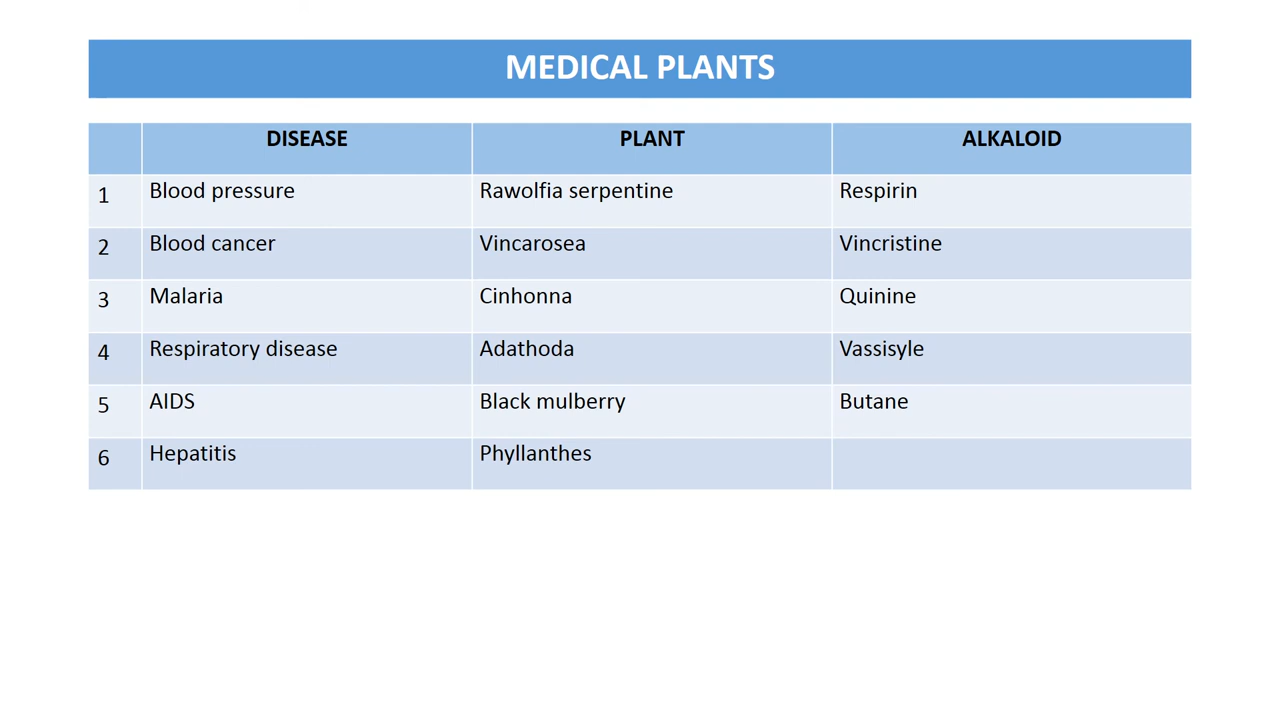 MEDICAL PLANTS
DISEASE PLANT ALKALOID
1 Blood pressure Rawolfia serpentine Respirin
2 Blood cancer Vincarosea Vincristine
3 Malaria Cinhonna Quinine
4 Respiratory disease Adathoda Vassisyle
5 AIDS Black mulberry Butane
6 Hepatitis Phyllanthes